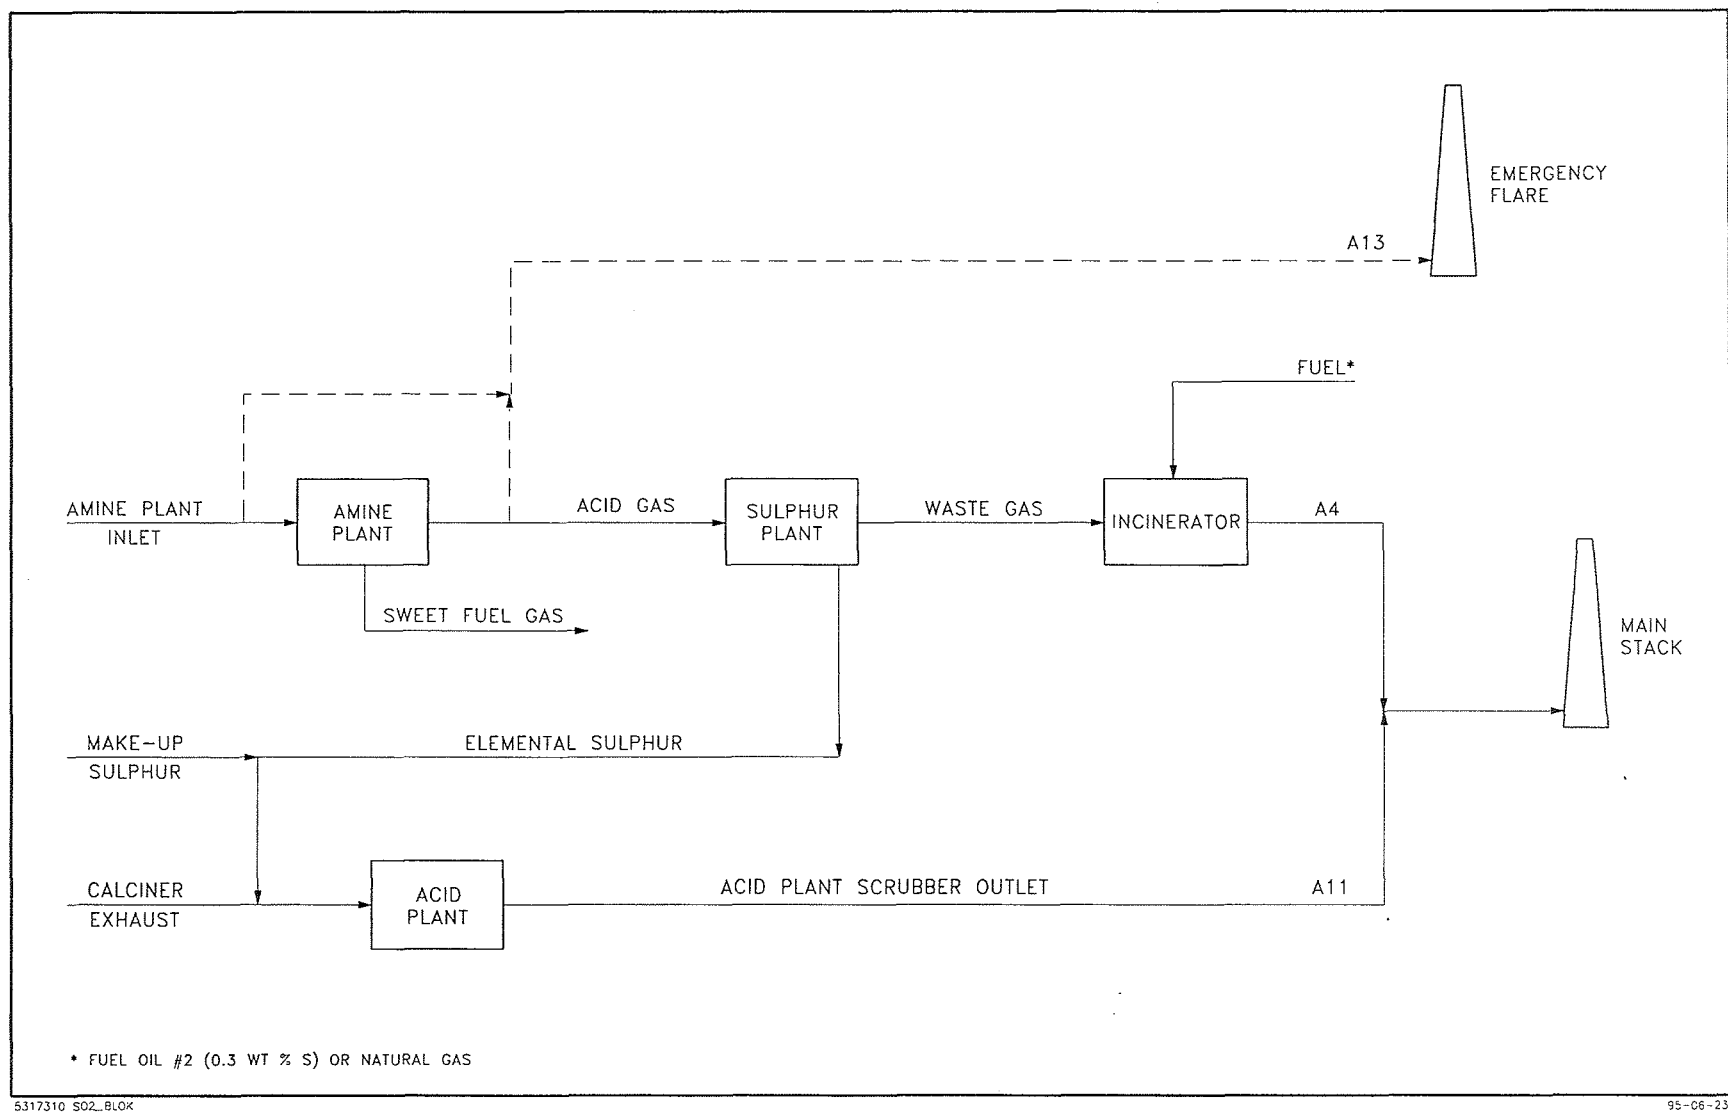 EMERGENCY
FLARE
A13
FUEL*
AMINE PLANT
INLET
AMINE
PLANT
ACID GAS
SULPHUR
PLANT
WASTE GAS
INCINERATOR
A4
SWEET FUEL GAS
MAIN
STACK
MAKE-UP
SULPHUR
ELEMENTAL SULPHUR
CALCINER
EXHAUST
ACID
PLANT
ACID PLANT SCRUBBER OUTLET
A11
* FUEL OIL #2 (0.3 WT % S) OR NATURAL GAS
5317310 SO2_BLOK
95-06-23